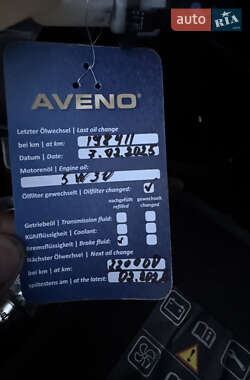 auto RIA.com
AVENO®
Letzter Ölwechsel | Last oil change
bei km | at km:
Datum | Date: 7.02.2025
Motorenöl | Engine oil:
5W30
Ölfilter gewechselt | Oilfilter changed:
nachgefüllt gewechselt
refilled changed
Getriebeöl | Transmission fluid:
Kühlflüssigkeit | Coolant:
Bremsflüssigkeit | Brake fluid:
Nächster Ölwechsel | Next oil change
bei km | at km:
spätestens am | at the latest: